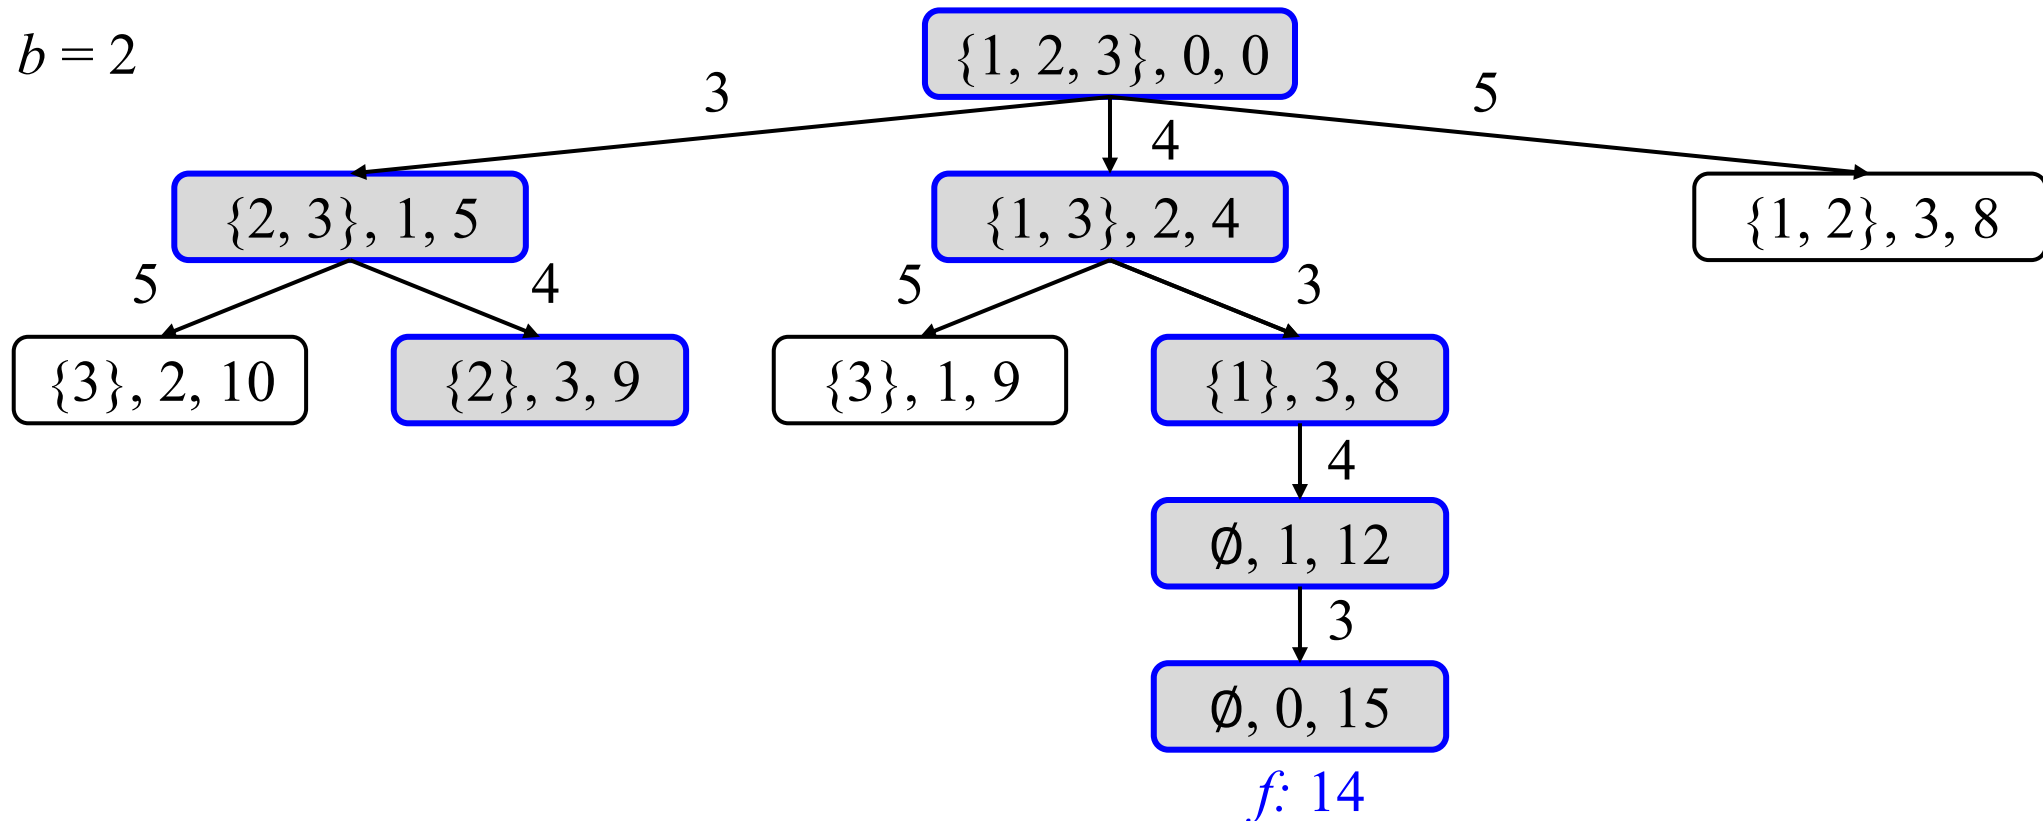 b = 2
{1, 2, 3}, 0, 0
3
4
5
{2, 3}, 1, 5
{1, 3}, 2, 4
{1, 2}, 3, 8
5
4
5
3
{3}, 2, 10
{2}, 3, 9
{3}, 1, 9
{1}, 3, 8
4
∅, 1, 12
3
∅, 0, 15
f: 14